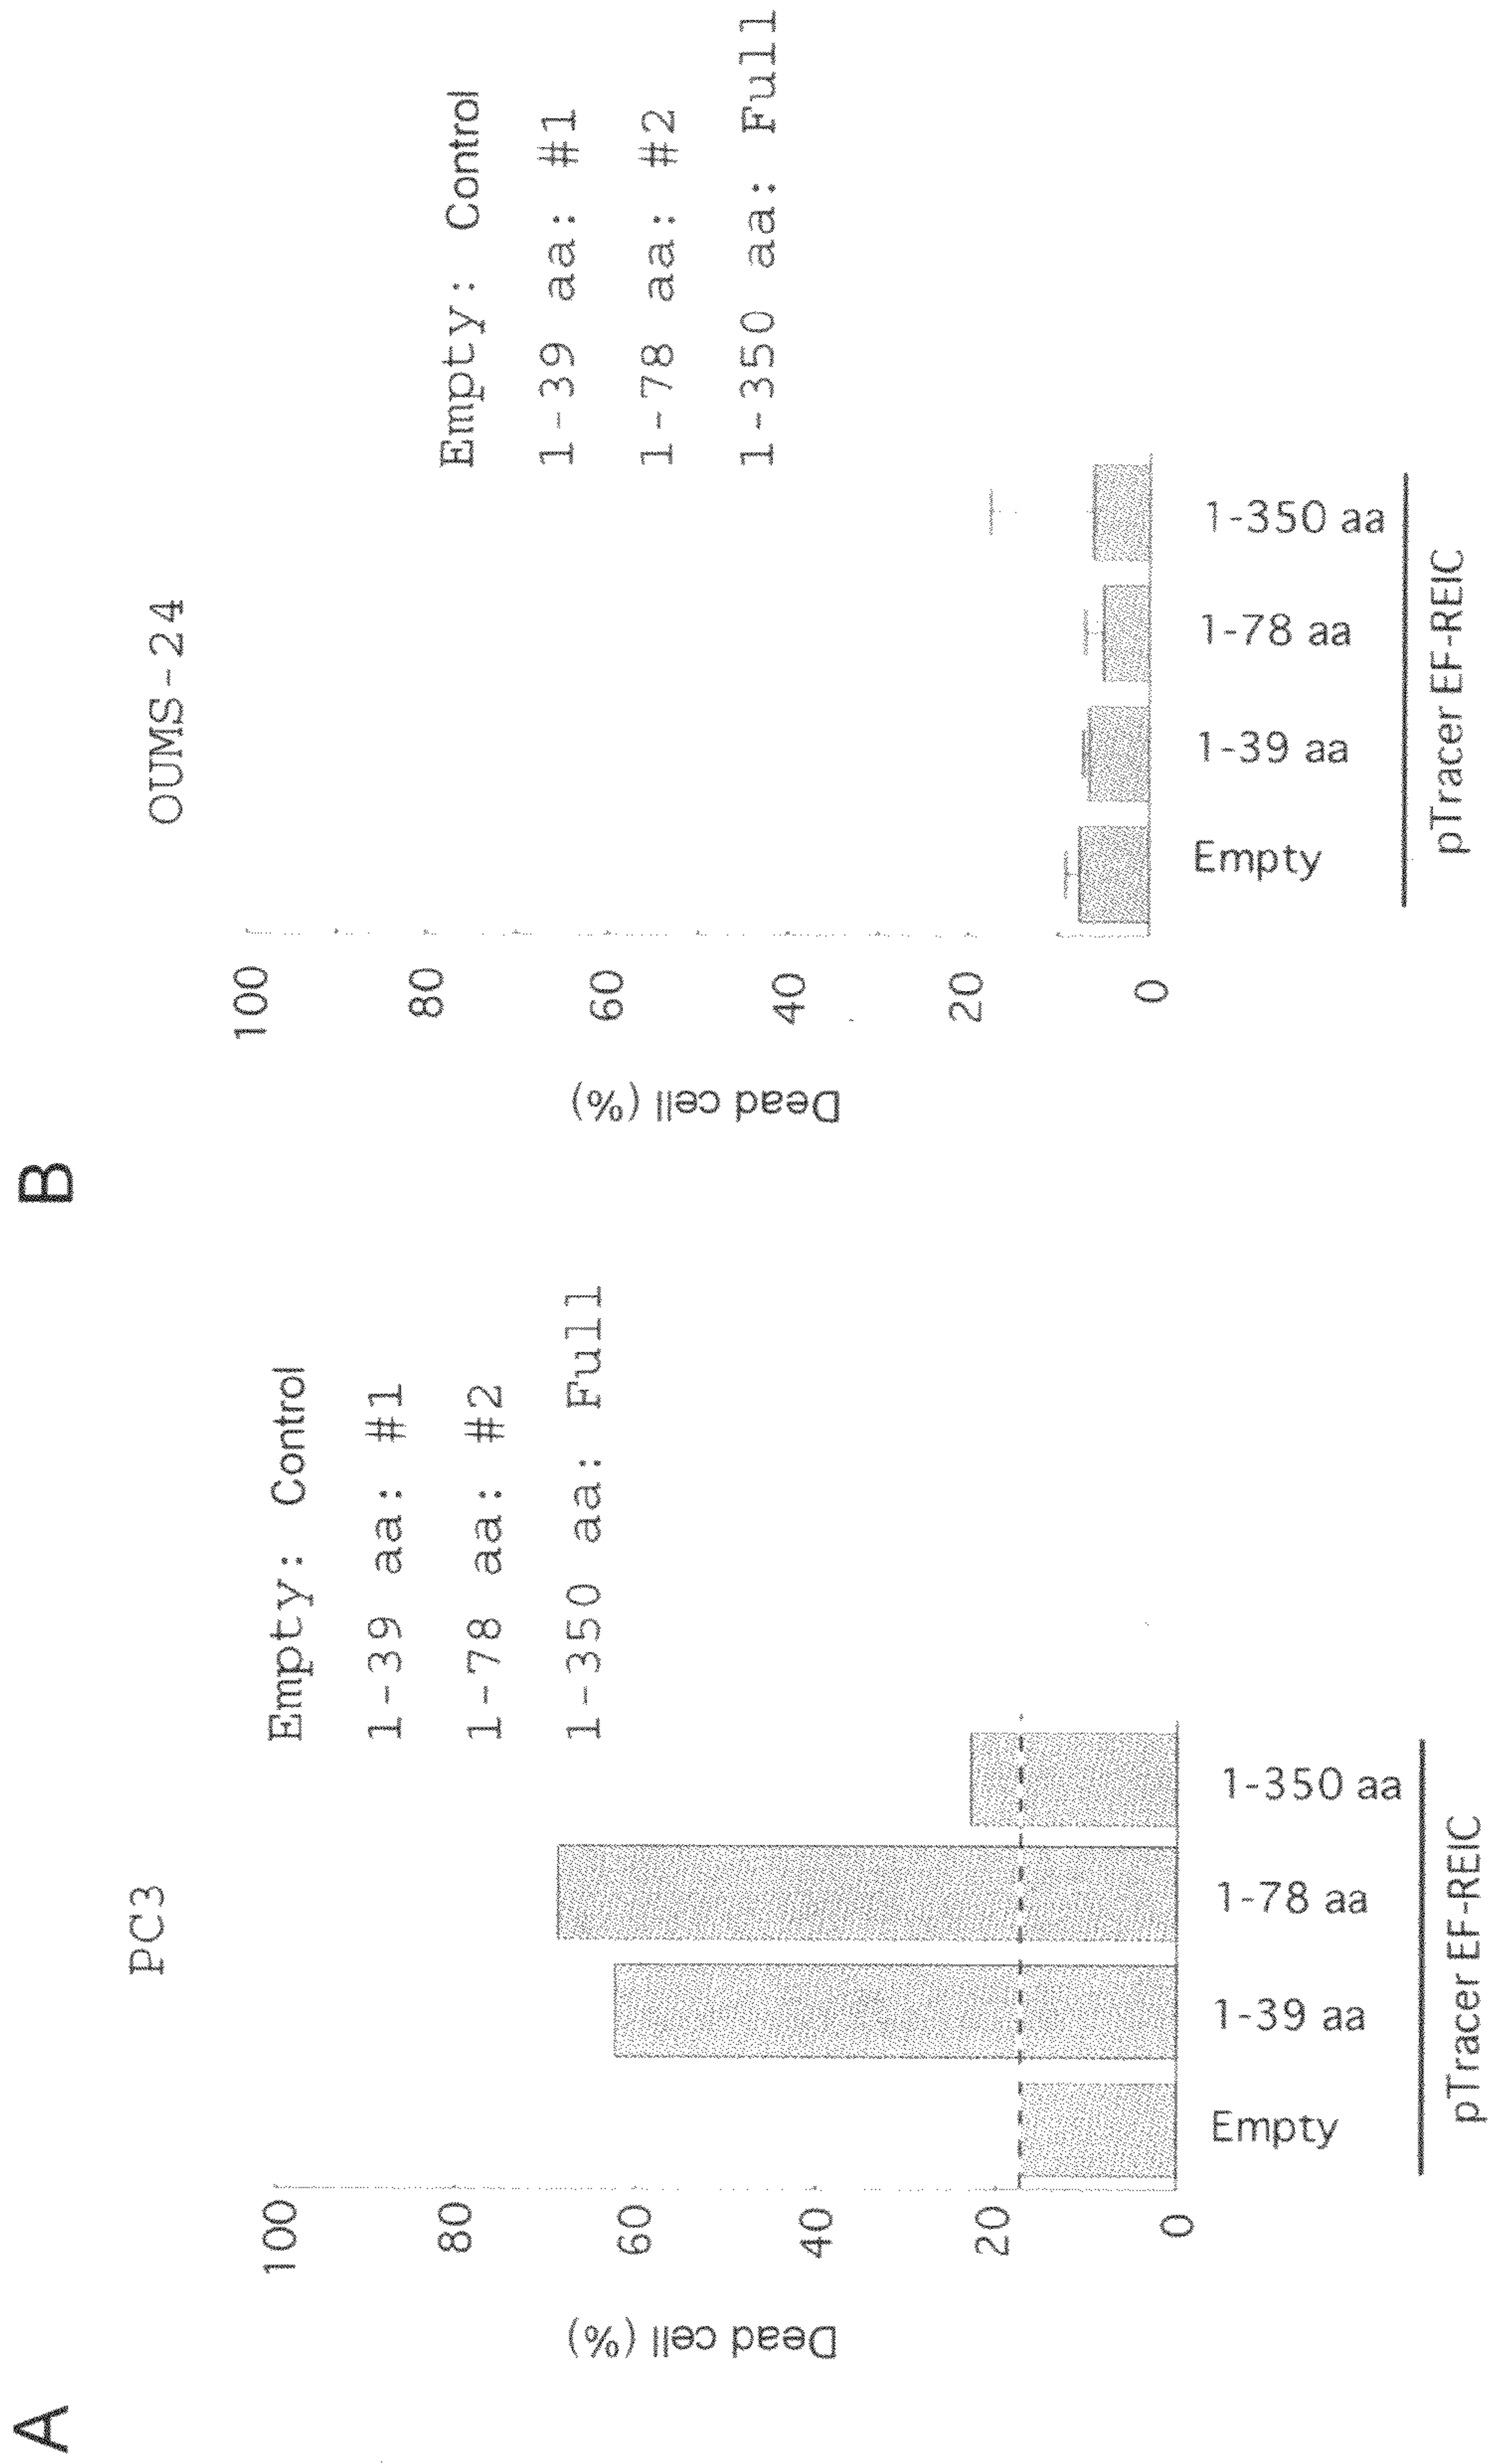 A
PC3
Empty: Control
1-39 aa: #1
1-78 aa: #2
1-350 aa: Full
Dead cell (%)
100
80
60
40
20
0
Empty
1-39 aa
1-78 aa
1-350 aa
pTracer EF-REIC
B
OUMS-24
Empty: Control
1-39 aa: #1
1-78 aa: #2
1-350 aa: Full
Dead cell (%)
100
80
60
40
20
0
Empty
1-39 aa
1-78 aa
1-350 aa
pTracer EF-REIC